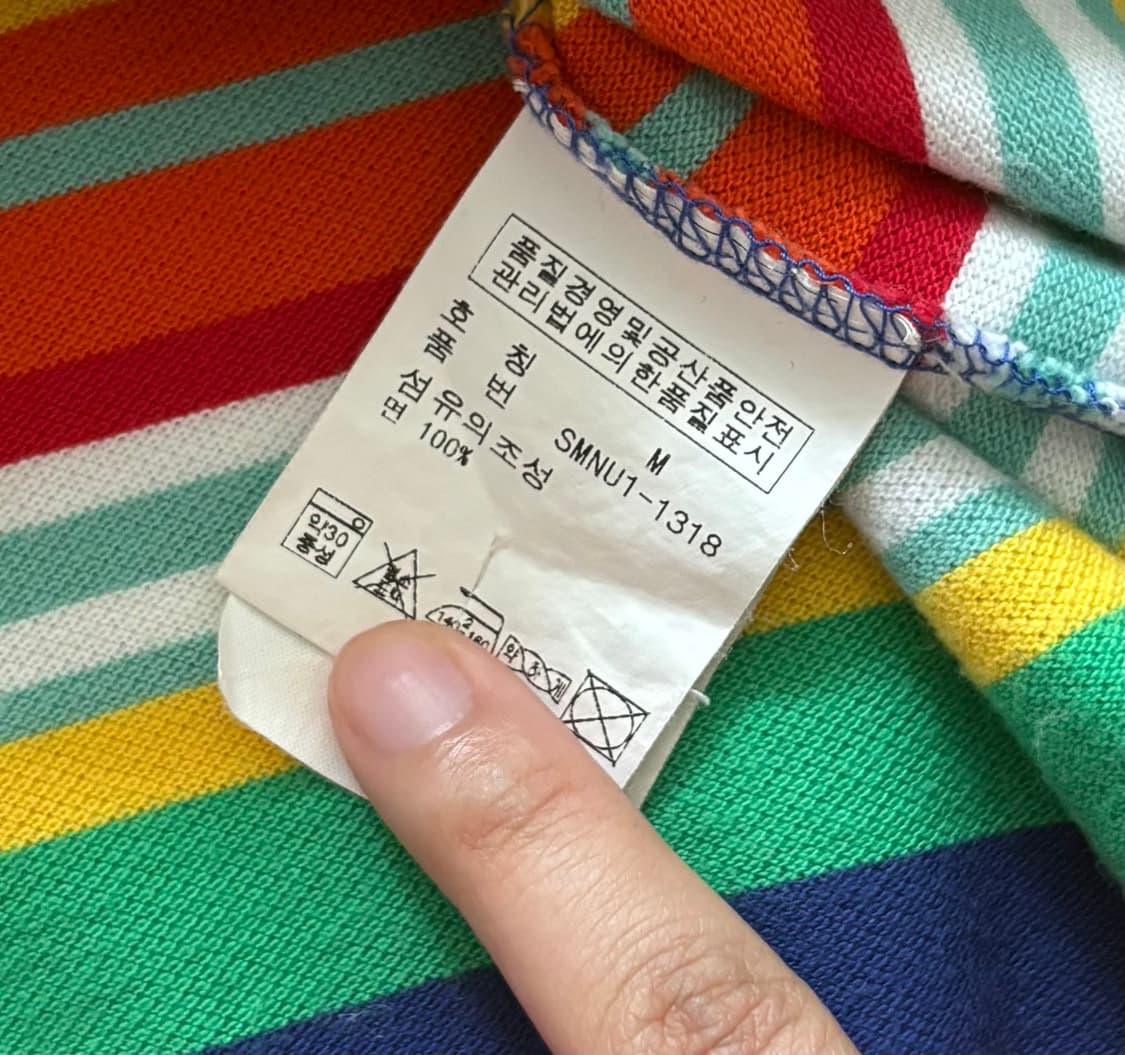 품질경영및공산품안전
관리법에의한품질표시
호 칭 M
품 번 SMNU1-1318
섬유의조성
면 100%
약30
중성
2